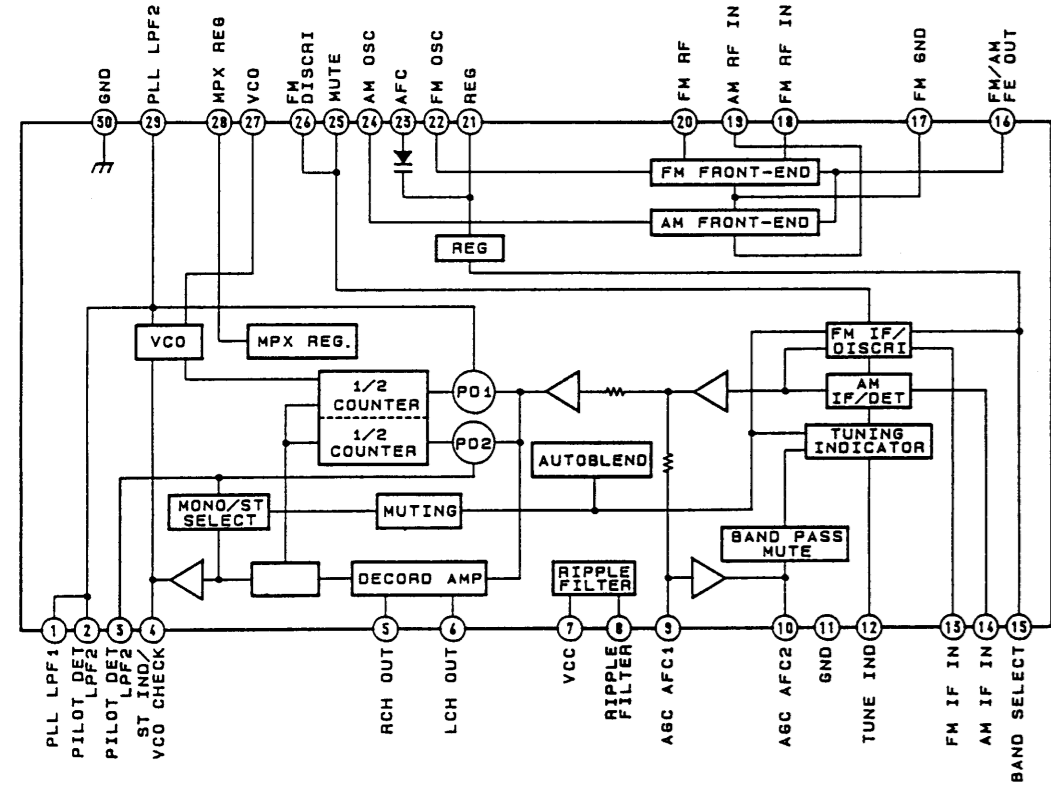 GND
PLL LPF2
MPX REG
VCO
FM
DISCRI
MUTE
AM OSC
AFC
FM OSC
REG
FM RF
AM RF IN
FM RF IN
FM GND
FM/AM
FE OUT
30
29
28
27
26
25
24
23
22
21
20
19
18
17
16
FM FRONT-END
AM FRONT-END
REG
VCO
MPX REG.
FM IF/
DISCRI
1/2
COUNTER
PD1
AM
IF/DET
1/2
COUNTER
PD2
TUNING
INDICATOR
AUTOBLEND
MONO/ST
SELECT
MUTING
BAND PASS
MUTE
DECORD AMP
RIPPLE
FILTER
1
2
3
4
5
6
7
8
9
10
11
12
13
14
15
PLL LPF1
PILOT DET
LPF2
PILOT DET
LPF2
ST IND/
VCO CHECK
RCH OUT
LCH OUT
VCC
RIPPLE
FILTER
AGC AFC1
AGC AFC2
GND
TUNE IND
FM IF IN
AM IF IN
BAND SELECT